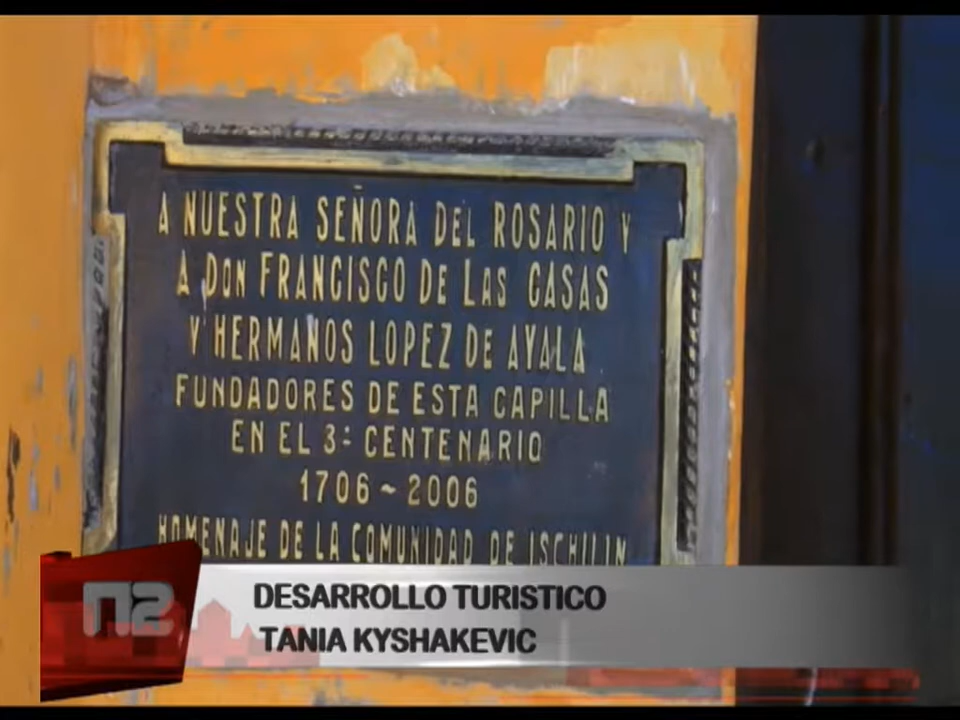 A NUESTRA SEÑORA DEL ROSARIO Y
A DON FRANCISCO DE LAS CASAS
Y HERMANOS LOPEZ DE AYALA
FUNDADORES DE ESTA CAPILLA
EN EL 3º CENTENARIO
1706 ~ 2006
HOMENAJE DE LA COMUNIDAD DE ISCHILIN
DESARROLLO TURISTICO
TANIA KYSHAKEVIC